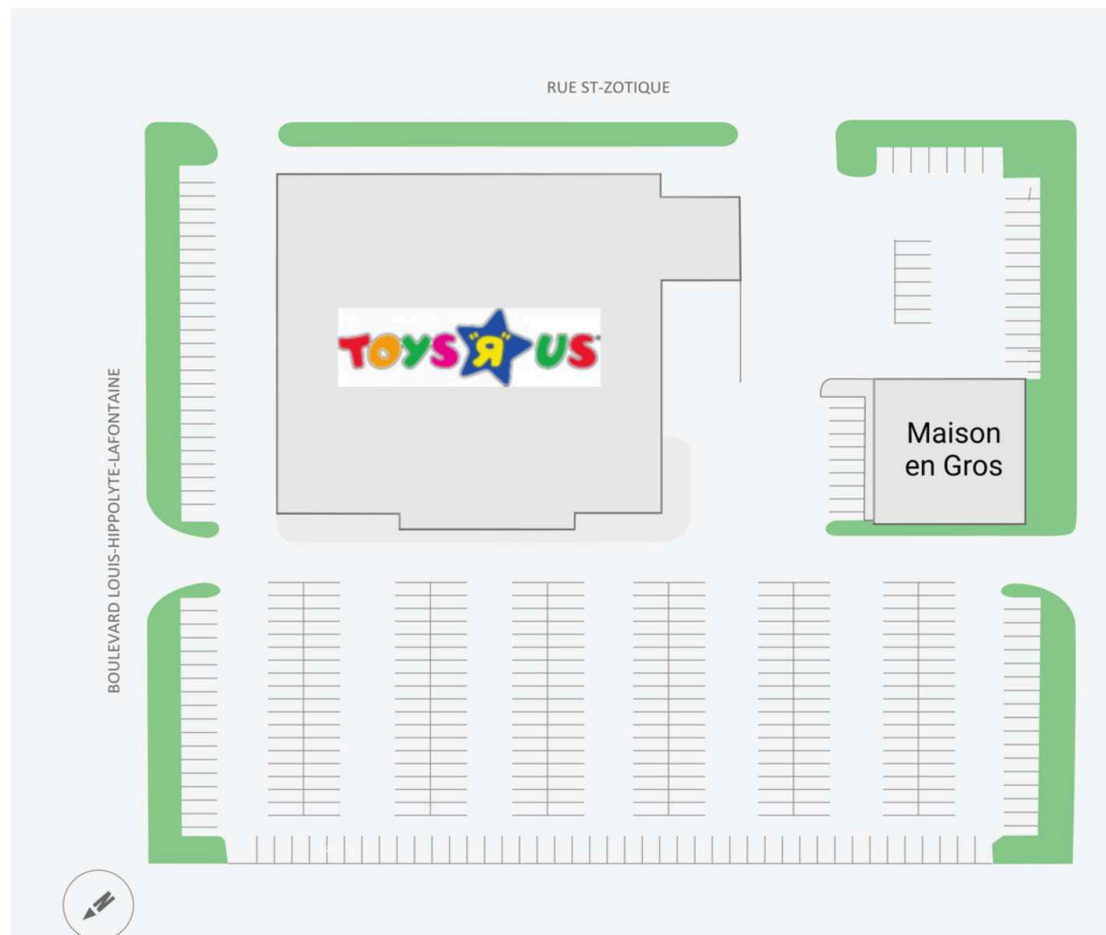 RUE ST-ZOTIQUE
BOULEVARD LOUIS-HIPPOLYTE-LAFONTAINE
TOYS"R"US
Maison
en Gros
N